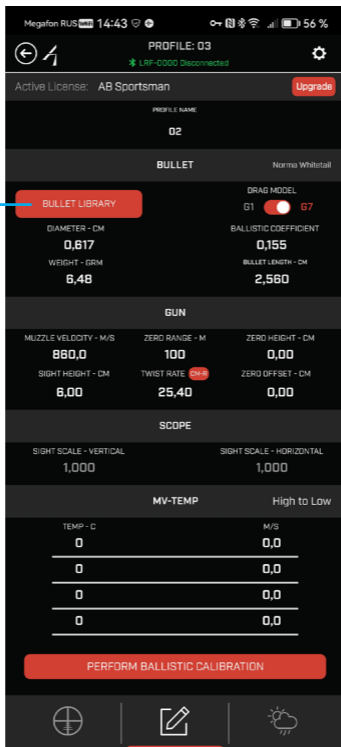 Megafon RUS 14:43 56 %
PROFILE: 03
LRF-0000 Disconnected
Active License: AB Sportsman Upgrade
PROFILE NAME
02
BULLET Norma Whitetail
BULLET LIBRARY
DRAG MODEL
G1 G7
DIAMETER - CM BALLISTIC COEFFICIENT
0,617 0,155
WEIGHT - GRM BULLET LENGTH - CM
6,48 2,560
GUN
MUZZLE VELOCITY - M/S ZERO RANGE - M ZERO HEIGHT - CM
860,0 100 0,00
SIGHT HEIGHT - CM TWIST RATE CM-R ZERO OFFSET - CM
6,00 25,40 0,00
SCOPE
SIGHT SCALE - VERTICAL SIGHT SCALE - HORIZONTAL
1,000 1,000
MV-TEMP High to Low
TEMP - C M/S
0 0,0
0 0,0
0 0,0
0 0,0
PERFORM BALLISTIC CALIBRATION